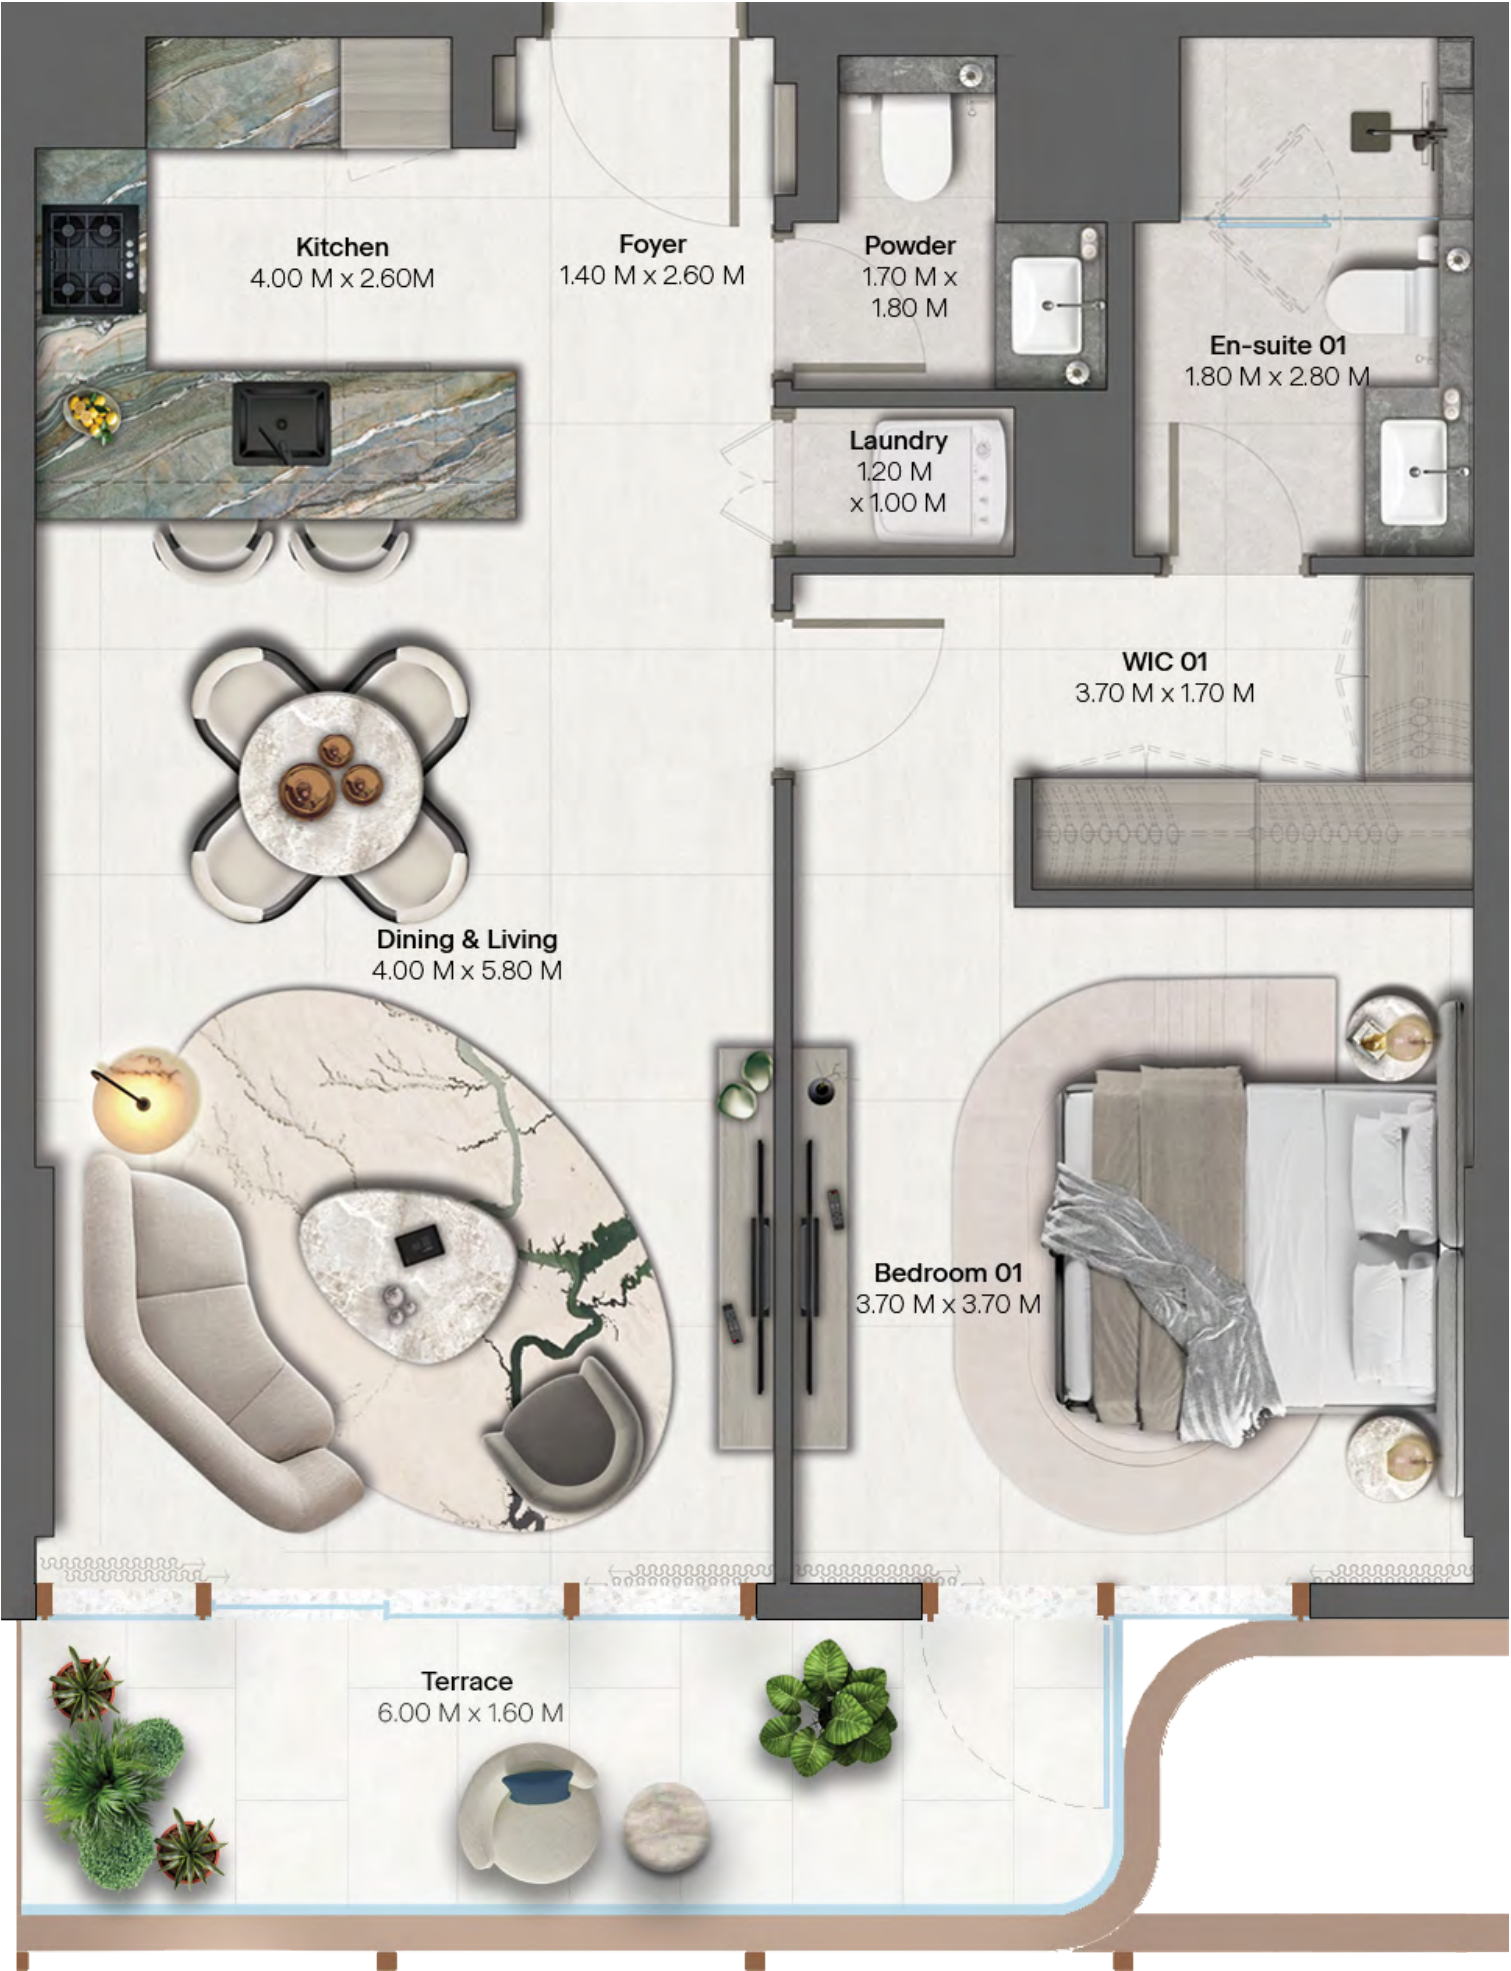 Kitchen
4.00 M x 2.60M
Foyer
1.40 M x 2.60 M
Powder
1.70 M x
1.80 M
En-suite 01
1.80 M x 2.80 M
Laundry
1.20 M
x 1.00 M
WIC 01
3.70 M x 1.70 M
Dining & Living
4.00 M x 5.80 M
Bedroom 01
3.70 M x 3.70 M
Terrace
6.00 M x 1.60 M